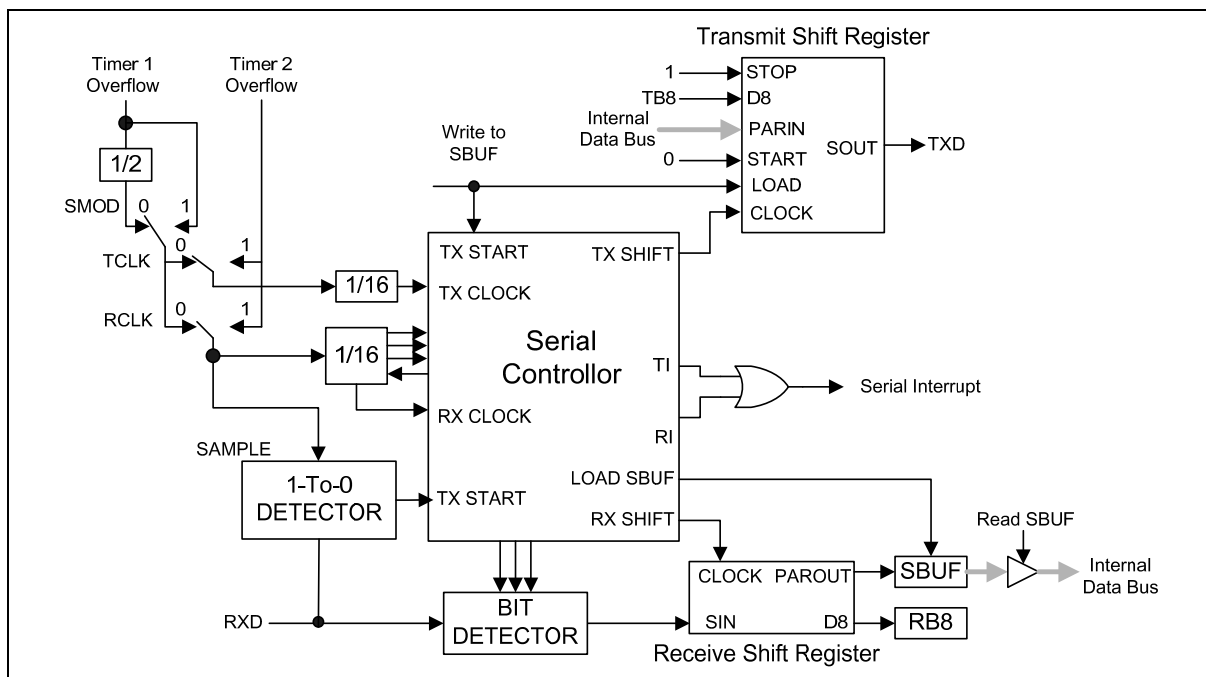 Transmit Shift Register
Timer 1
Overflow
Timer 2
Overflow
1
STOP
TB8
D8
Internal
Data Bus
PARIN
SOUT
TXD
0
START
LOAD
CLOCK
Write to
SBUF
1/2
SMOD
0
1
TCLK
0
1
RCLK
0
1
1/16
1/16
TX START
TX SHIFT
TX CLOCK
Serial
Controllor
TI
Serial Interrupt
RX CLOCK
RI
SAMPLE
1-To-0
DETECTOR
TX START
LOAD SBUF
RX SHIFT
Read SBUF
CLOCK
PAROUT
SBUF
Internal
Data Bus
RXD
BIT
DETECTOR
SIN
D8
RB8
Receive Shift Register